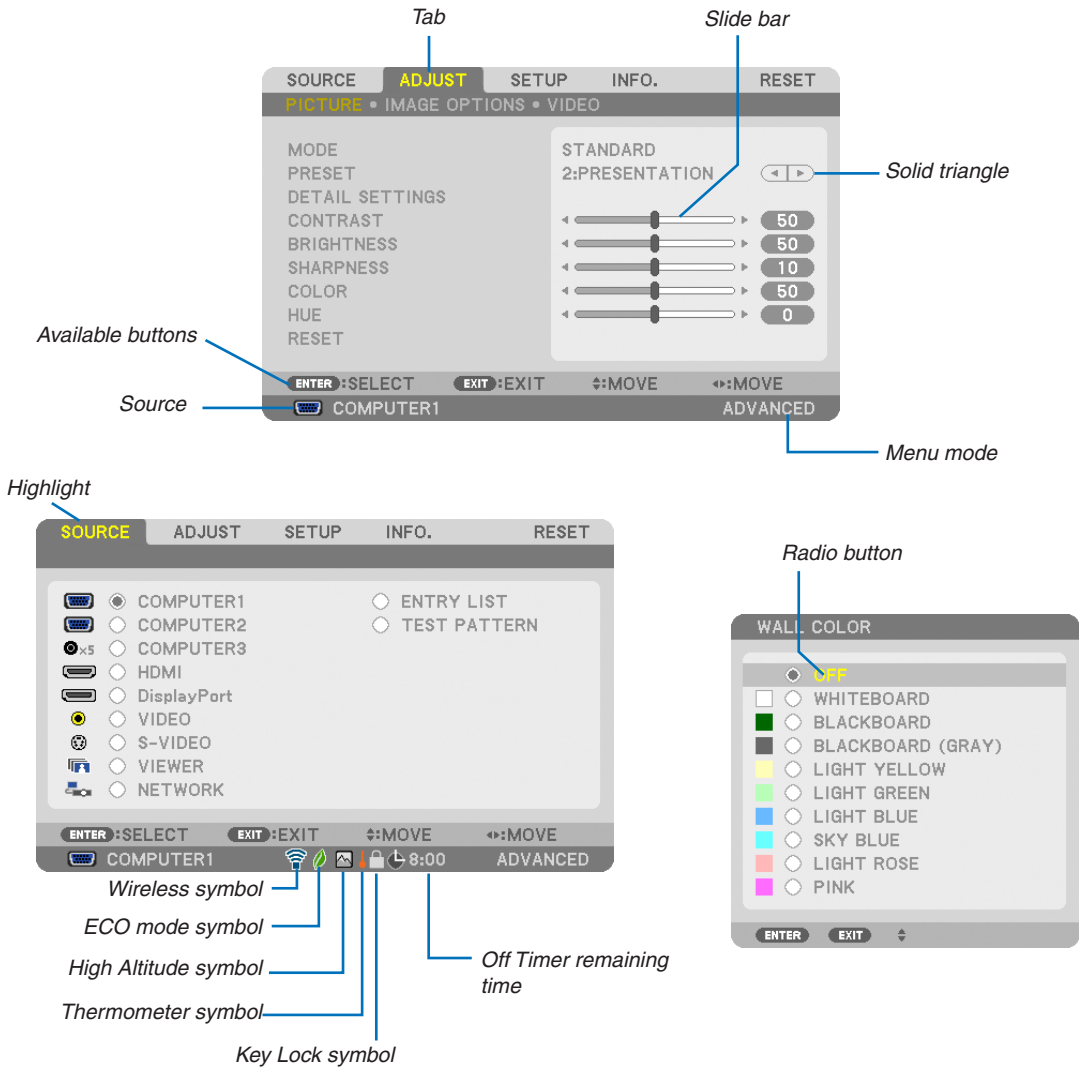 Tab
Slide bar
SOURCE ADJUST SETUP INFO. RESET
PICTURE • IMAGE OPTIONS • VIDEO
MODE STANDARD
PRESET 2:PRESENTATION
Solid triangle
DETAIL SETTINGS
CONTRAST 50
BRIGHTNESS 50
SHARPNESS 10
COLOR 50
HUE 0
RESET
Available buttons
ENTER :SELECT EXIT :EXIT :MOVE :MOVE
Source
COMPUTER1 ADVANCED
Menu mode
Highlight
SOURCE ADJUST SETUP INFO. RESET
COMPUTER1 ENTRY LIST
COMPUTER2 TEST PATTERN
×5 COMPUTER3
HDMI
DisplayPort
VIDEO
S-VIDEO
VIEWER
NETWORK
ENTER :SELECT EXIT :EXIT :MOVE :MOVE
COMPUTER1 8:00 ADVANCED
Wireless symbol
ECO mode symbol
High Altitude symbol
Thermometer symbol
Key Lock symbol
Off Timer remaining
time
Radio button
WALL COLOR
OFF
WHITEBOARD
BLACKBOARD
BLACKBOARD (GRAY)
LIGHT YELLOW
LIGHT GREEN
LIGHT BLUE
SKY BLUE
LIGHT ROSE
PINK
ENTER EXIT